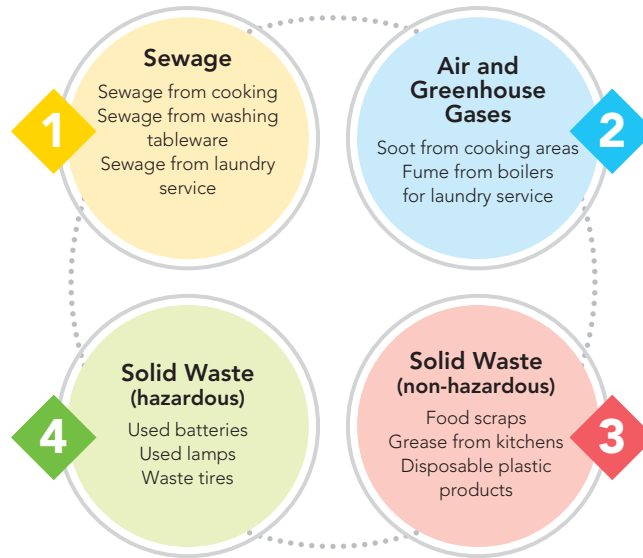 1
Sewage
Sewage from cooking
Sewage from washing
tableware
Sewage from laundry
service
2
Air and
Greenhouse
Gases
Soot from cooking areas
Fume from boilers
for laundry service
3
Solid Waste
(non-hazardous)
Food scraps
Grease from kitchens
Disposable plastic
products
4
Solid Waste
(hazardous)
Used batteries
Used lamps
Waste tires